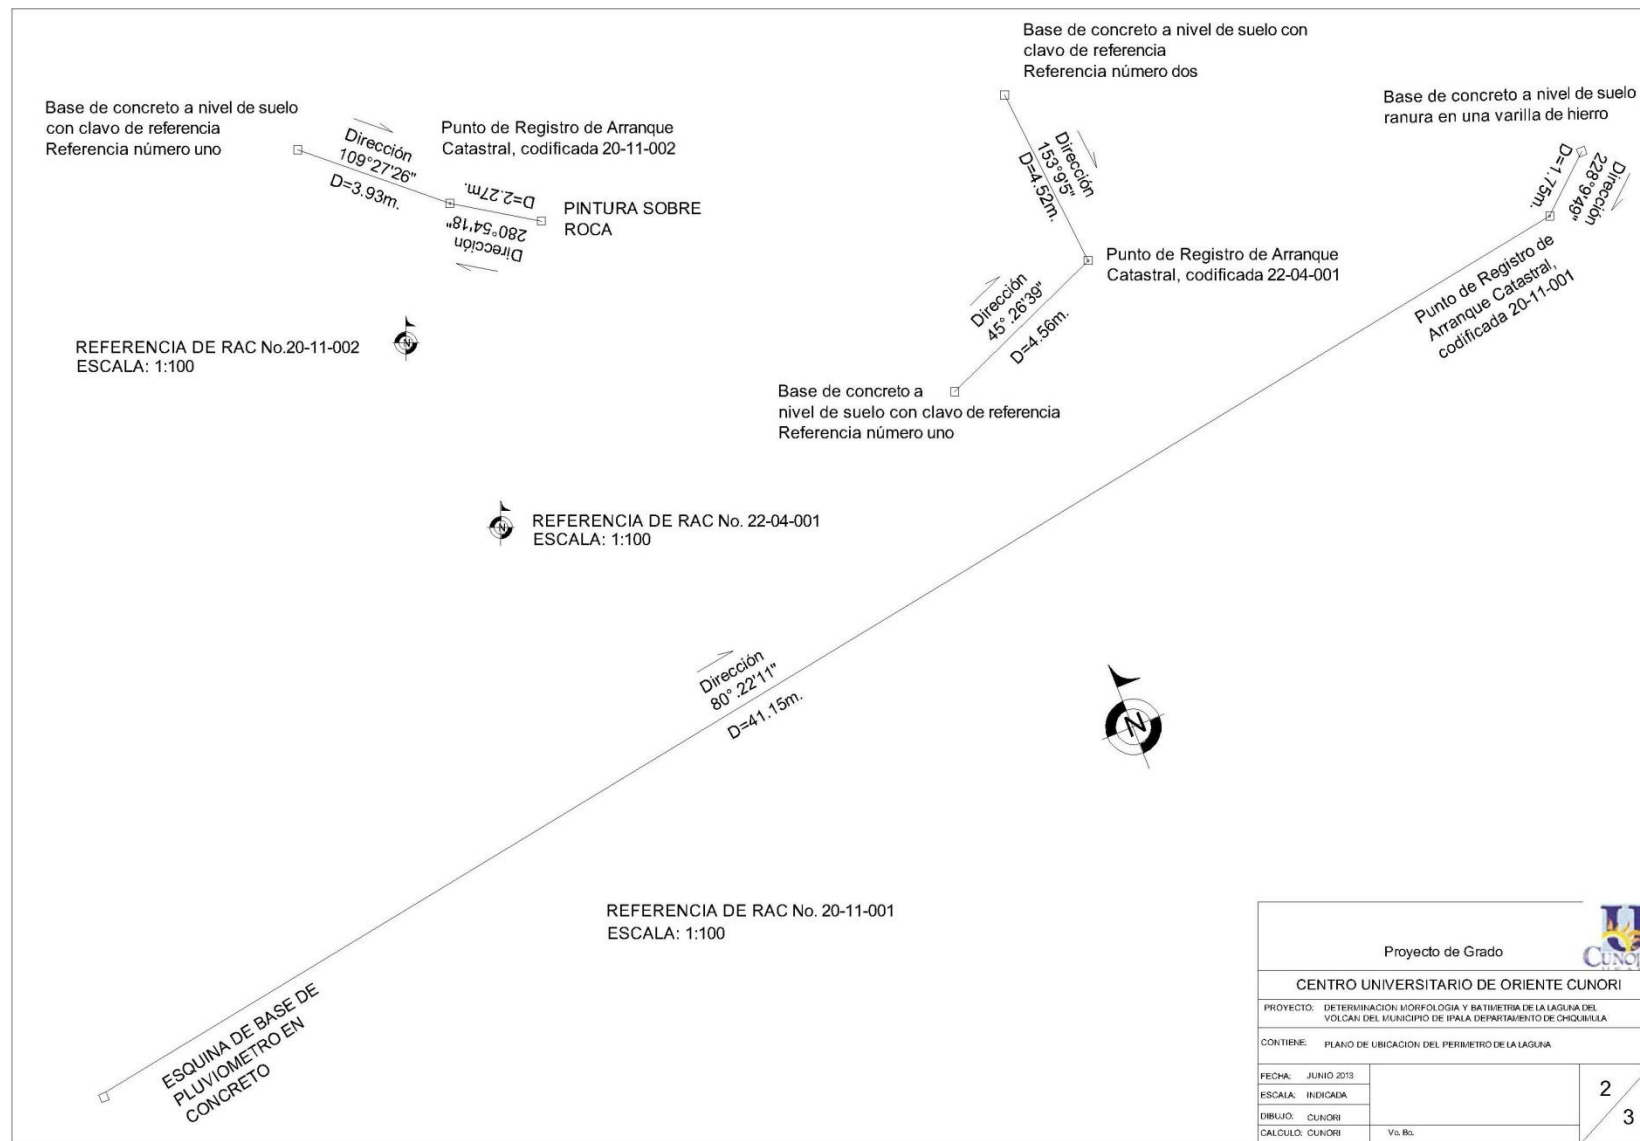 Base de concreto a nivel de suelo
con clavo de referencia
Referencia número uno
Dirección
109°27'26"
D=3.93m.
Punto de Registro de Arranque
Catastral, codificada 20-11-002
D=2.27m.
280°54'18"
Dirección
PINTURA SOBRE
ROCA
N
REFERENCIA DE RAC No.20-11-002
ESCALA: 1:100
Base de concreto a nivel de suelo con
clavo de referencia
Referencia número dos
Dirección
153°9'5"
D=4.52m.
Punto de Registro de Arranque
Catastral, codificada 22-04-001
Dirección
45°.26'39"
D=4.56m.
Base de concreto a
nivel de suelo con clavo de referencia
Referencia número uno
N
REFERENCIA DE RAC No. 22-04-001
ESCALA: 1:100
Base de concreto a nivel de suelo
ranura en una varilla de hierro
D=1.75m.
228°9'49"
Dirección
Punto de Registro de
Arranque Catastral,
codificada 20-11-001
Dirección
80°.22'11"
D=41.15m.
N
REFERENCIA DE RAC No. 20-11-001
ESCALA: 1:100
ESQUINA DE BASE DE
PLUVIOMETRO EN
CONCRETO
Proyecto de Grado
CENTRO UNIVERSITARIO DE ORIENTE CUNORI
PROYECTO: DETERMINACION MORFOLOGIA Y BATIMETRIA DE LA LAGUNA DEL
VOLCAN DEL MUNICIPIO DE IPALA DEPARTAMENTO DE CHIQUIMULA
CONTIENE: PLANO DE UBICACION DEL PERIMETRO DE LA LAGUNA
FECHA: JUNIO 2013
ESCALA: INDICADA
DIBUJO: CUNORI
CALCULO: CUNORI
Vo. Bo.
2
3